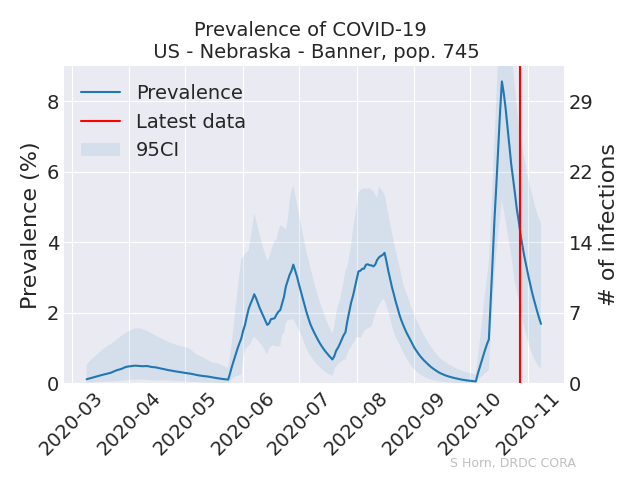 Prevalence of COVID-19
US - Nebraska - Banner, pop. 745
Prevalence
Latest data
95CI
Prevalence (%)
8
6
4
2
0
29
22
14
7
0
# of infections
2020-03
2020-04
2020-05
2020-06
2020-07
2020-08
2020-09
2020-10
2020-11
S Horn, DRDC CORA